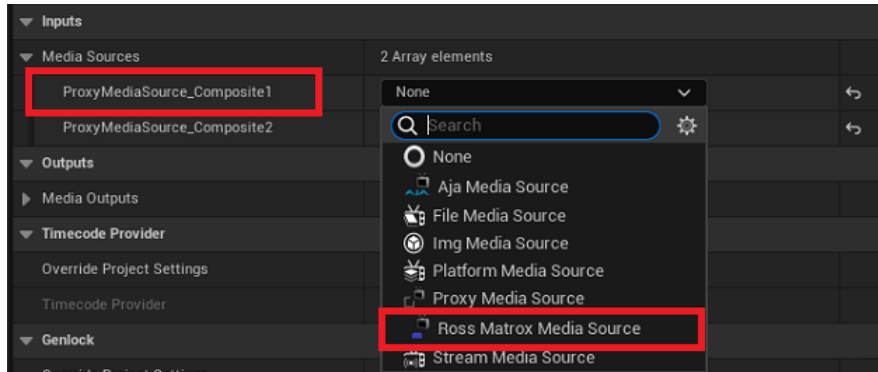 Inputs
Media Sources
2 Array elements
ProxyMediaSource_Composite1
None
ProxyMediaSource_Composite2
Search
None
Outputs
Aja Media Source
Media Outputs
File Media Source
Timecode Provider
Img Media Source
Override Project Settings
Platform Media Source
Timecode Provider
Proxy Media Source
Ross Matrox Media Source
Genlock
Stream Media Source